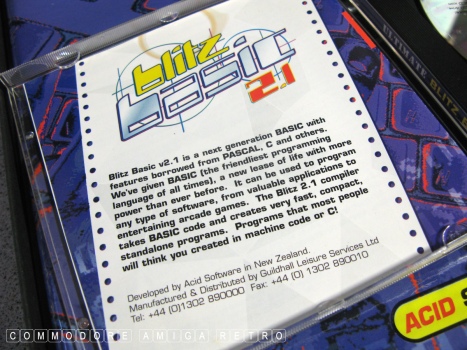 blitz
basic
2.1
Blitz Basic v2.1 is a next generation BASIC with
features borrowed from PASCAL, C and others.
We've given BASIC (the friendliest programming
language of all times), a new lease of life with more
power than ever before. It can be used to program
any type of software, from valuable applications to
entertaining arcade games. The Blitz 2.1 compiler
takes BASIC code and creates very fast, compact,
standalone programs. Programs that most people
will think you created in machine code or C!
Developed by Acid Software in New Zealand.
Manufactured & Distributed by Guildhall Leisure Services Ltd
Tel: +44 (0)1302 890000 Fax: +44 (0) 1302 890010
ULTIMATE BLITZ
ACID S
COMMODORE AMIGA RETRO